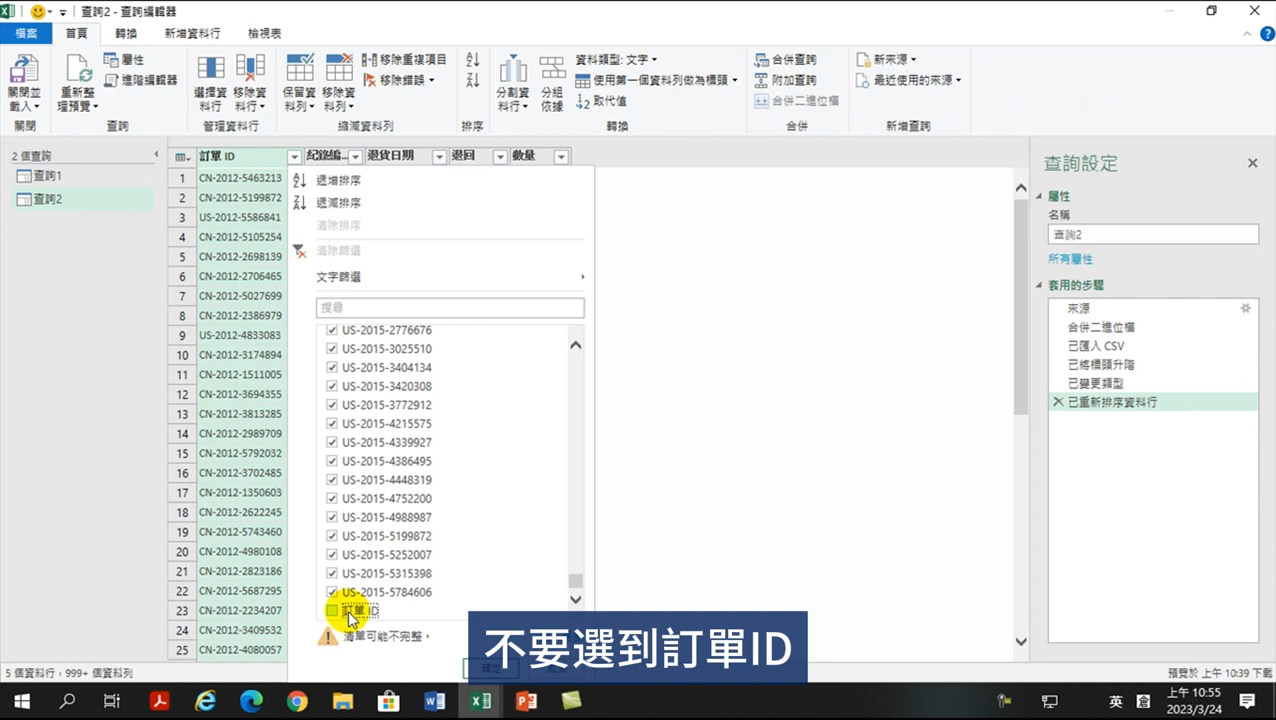 查詢2 - 查詢編輯器
檔案
首頁
轉換
新增資料行
檢視表
關閉並
載入
重新整
理預覽
屬性
進階編輯器
選擇資
料行
移除資
料行
保留資
料列
移除資
料列
移除重複項目
移除錯誤
分割資
料行
分組
依據
資料類型: 文字
使用第一個資料列做為標頭
取代值
合併查詢
附加查詢
合併二進位檔
新來源
最近使用的來源
關閉
查詢
管理資料行
縮減資料列
排序
轉換
合併
新增查詢
2 個查詢
查詢1
查詢2
訂單 ID
紀錄編...
退貨日期
退回
數量
1 CN-2012-5463213
2 CN-2012-5199872
3 US-2012-5586841
4 CN-2012-5105254
5 CN-2012-2698139
6 CN-2012-2706465
7 CN-2012-5027699
8 CN-2012-2386979
9 US-2012-4833083
10 CN-2012-3174894
11 CN-2012-1511005
12 CN-2012-3694355
13 CN-2012-3813285
14 CN-2012-2989709
15 CN-2012-5792032
16 CN-2012-3702485
17 CN-2012-1350603
18 CN-2012-2622245
19 CN-2012-5743460
20 CN-2012-4980108
21 CN-2012-2823186
22 CN-2012-5687295
23 CN-2012-2234207
24 CN-2012-3409532
25 CN-2012-4080057
遞增排序
遞減排序
清除排序
清除篩選
文字篩選
搜尋
US-2015-2776676
US-2015-3025510
US-2015-3404134
US-2015-3420308
US-2015-3772912
US-2015-4215575
US-2015-4339927
US-2015-4386495
US-2015-4448319
US-2015-4752200
US-2015-4988987
US-2015-5199872
US-2015-5252007
US-2015-5315398
US-2015-5784606
訂單 ID
清單可能不完整。
查詢設定
屬性
名稱
查詢2
所有屬性
套用的步驟
來源
合併二進位檔
已匯入 CSV
已將標頭升階
已變更類型
已重新排序資料行
不要選到訂單ID
5 個資料行，999+ 個資料列
預覽於 上午 10:39 下載
英
上午 10:55
2023/3/24